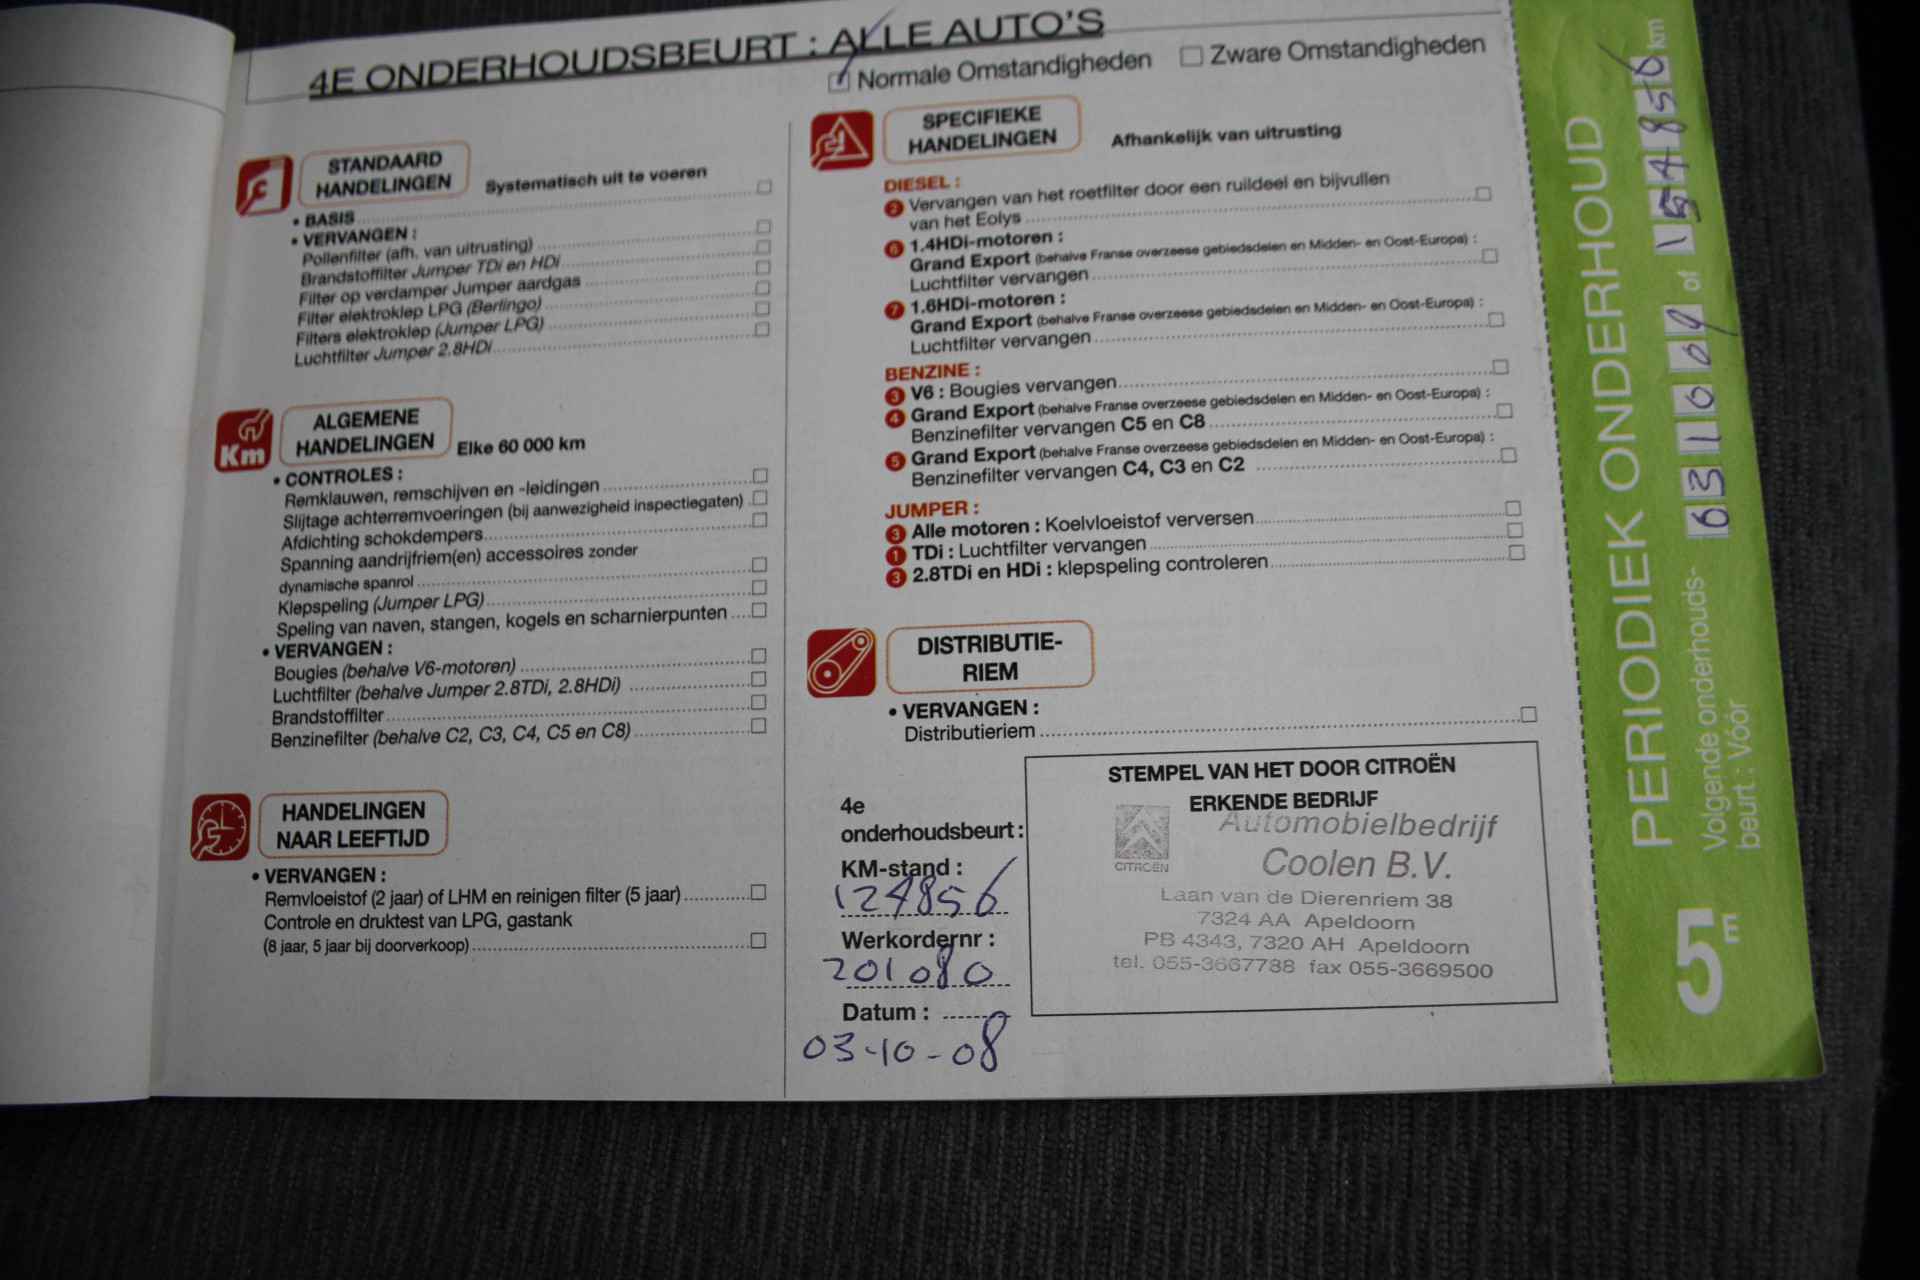 4E ONDERHOUDSBEURT : ALLE AUTO'S
Normale Omstandigheden
Zware Omstandigheden
STANDAARD
HANDELINGEN
Systematisch uit te voeren
• BASIS
• VERVANGEN :
Pollenfilter (afh. van uitrusting)
Brandstoffilter Jumper TDi en HDi
Filter op verdamper Jumper aardgas
Filter elektroklep LPG (Berlingo)
Filters elektroklep (Jumper LPG)
Luchtfilter Jumper 2.8HDi
Km
ALGEMENE
HANDELINGEN
Elke 60 000 km
• CONTROLES :
Remklauwen, remschijven en -leidingen
Slijtage achterremvoeringen (bij aanwezigheid inspectiegaten)
Afdichting schokdempers
Spanning aandrijfriem(en) accessoires zonder
dynamische spanrol
Klepspeling (Jumper LPG)
Speling van naven, stangen, kogels en scharnierpunten
• VERVANGEN :
Bougies (behalve V6-motoren)
Luchtfilter (behalve Jumper 2.8TDi, 2.8HDi)
Brandstoffilter
Benzinefilter (behalve C2, C3, C4, C5 en C8)
HANDELINGEN
NAAR LEEFTIJD
• VERVANGEN :
Remvloeistof (2 jaar) of LHM en reinigen filter (5 jaar)
Controle en druktest van LPG, gastank
(8 jaar, 5 jaar bij doorverkoop)
SPECIFIEKE
HANDELINGEN
Afhankelijk van uitrusting
DIESEL :
2 Vervangen van het roetfilter door een ruildeel en bijvullen
van het Eolys
6 1.4HDi-motoren :
Grand Export (behalve Franse overzeese gebiedsdelen en Midden- en Oost-Europa) :
Luchtfilter vervangen
7 1.6HDi-motoren :
Grand Export (behalve Franse overzeese gebiedsdelen en Midden- en Oost-Europa) :
Luchtfilter vervangen
BENZINE :
3 V6 : Bougies vervangen
4 Grand Export (behalve Franse overzeese gebiedsdelen en Midden- en Oost-Europa) :
Benzinefilter vervangen C5 en C8
5 Grand Export (behalve Franse overzeese gebiedsdelen en Midden- en Oost-Europa) :
Benzinefilter vervangen C4, C3 en C2
JUMPER :
3 Alle motoren : Koelvloeistof verversen
1 TDi : Luchtfilter vervangen
3 2.8TDi en HDi : klepspeling controleren
DISTRIBUTIE-
RIEM
• VERVANGEN :
Distributieriem
4e
onderhoudsbeurt :
KM-stand :
124856
Werkordernr :
201080
Datum :
03-10-08
STEMPEL VAN HET DOOR CITROËN
ERKENDE BEDRIJF
CITROËN
Automobielbedrijf
Coolen B.V.
Laan van de Dierenriem 38
7324 AA Apeldoorn
PB 4343, 7320 AH Apeldoorn
tel. 055-3667788 fax 055-3669500
5E PERIODIEK ONDERHOUD
Volgende onderhouds-
beurt : Vóór
031009 of 154856 km